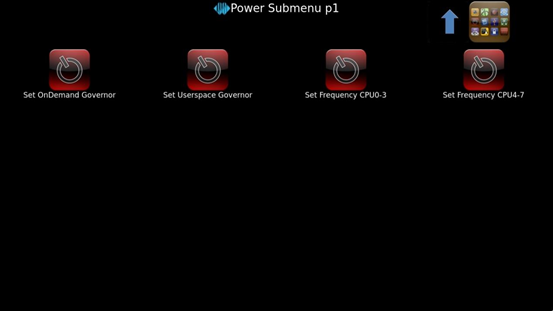 Power Submenu p1
Set OnDemand Governor
Set Userspace Governor
Set Frequency CPU0-3
Set Frequency CPU4-7